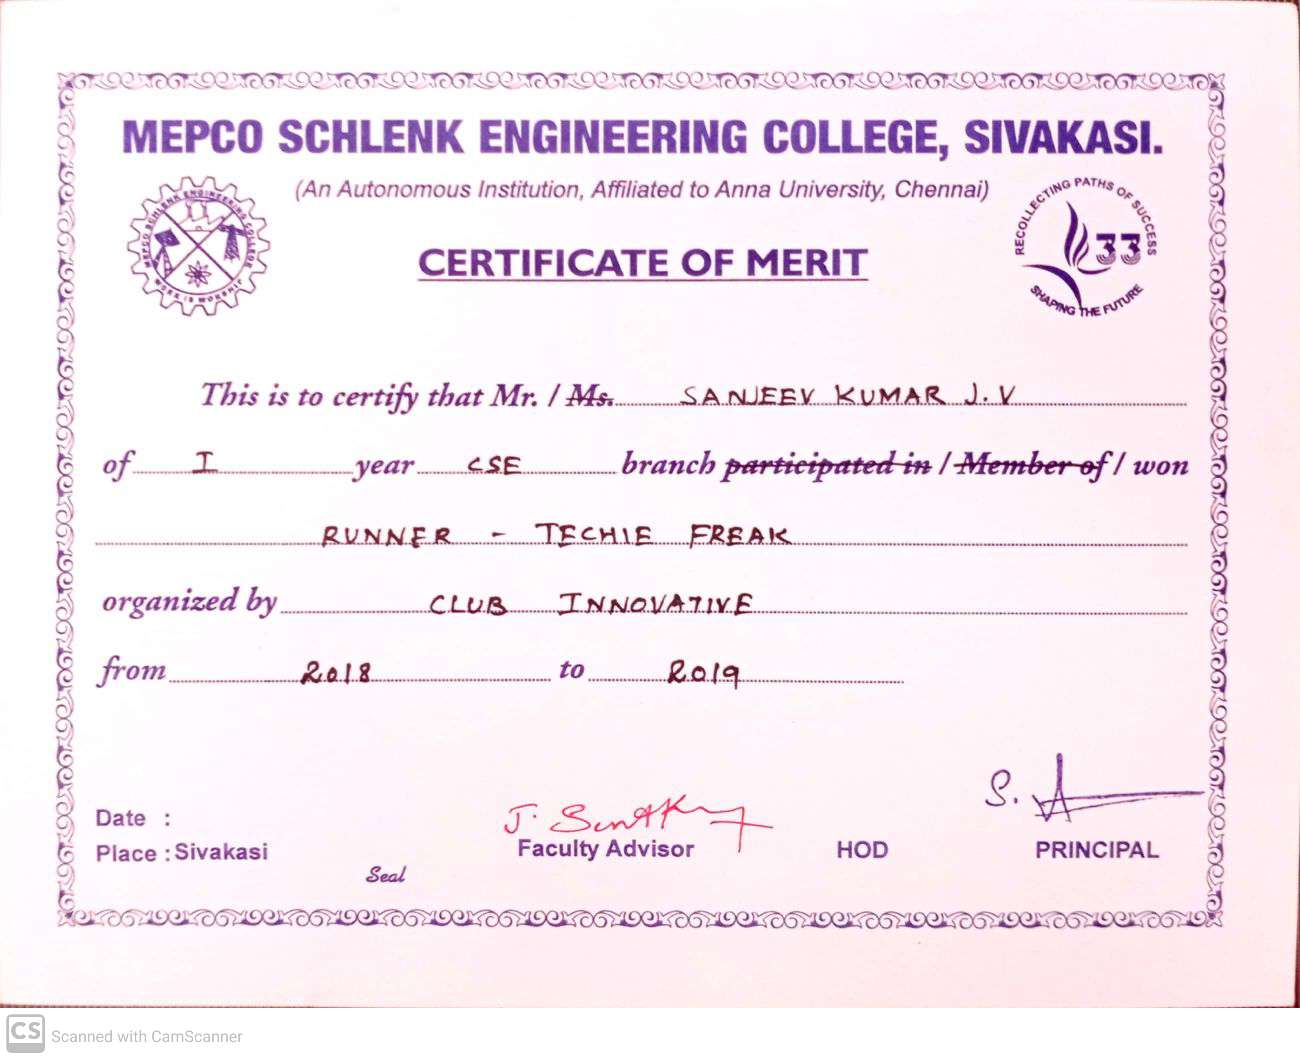 MEPCO SCHLENK ENGINEERING COLLEGE, SIVAKASI.
(An Autonomous Institution, Affiliated to Anna University, Chennai)
MEPCO SCHLENK ENGINEERING COLLEGE
WORK IS WORSHIP
RECOLLECTING PATHS OF SUCCESS
33
SHAPING THE FUTURE
CERTIFICATE OF MERIT
This is to certify that Mr. / Ms. SANJEEV KUMAR J.V
of I year CSE branch participated in / Member of / won
RUNNER - TECHIE FREAK
organized by CLUB INNOVATIVE
from 2018 to 2019
Date :
Place : Sivakasi
Seal
Faculty Advisor
HOD
PRINCIPAL
CS Scanned with CamScanner